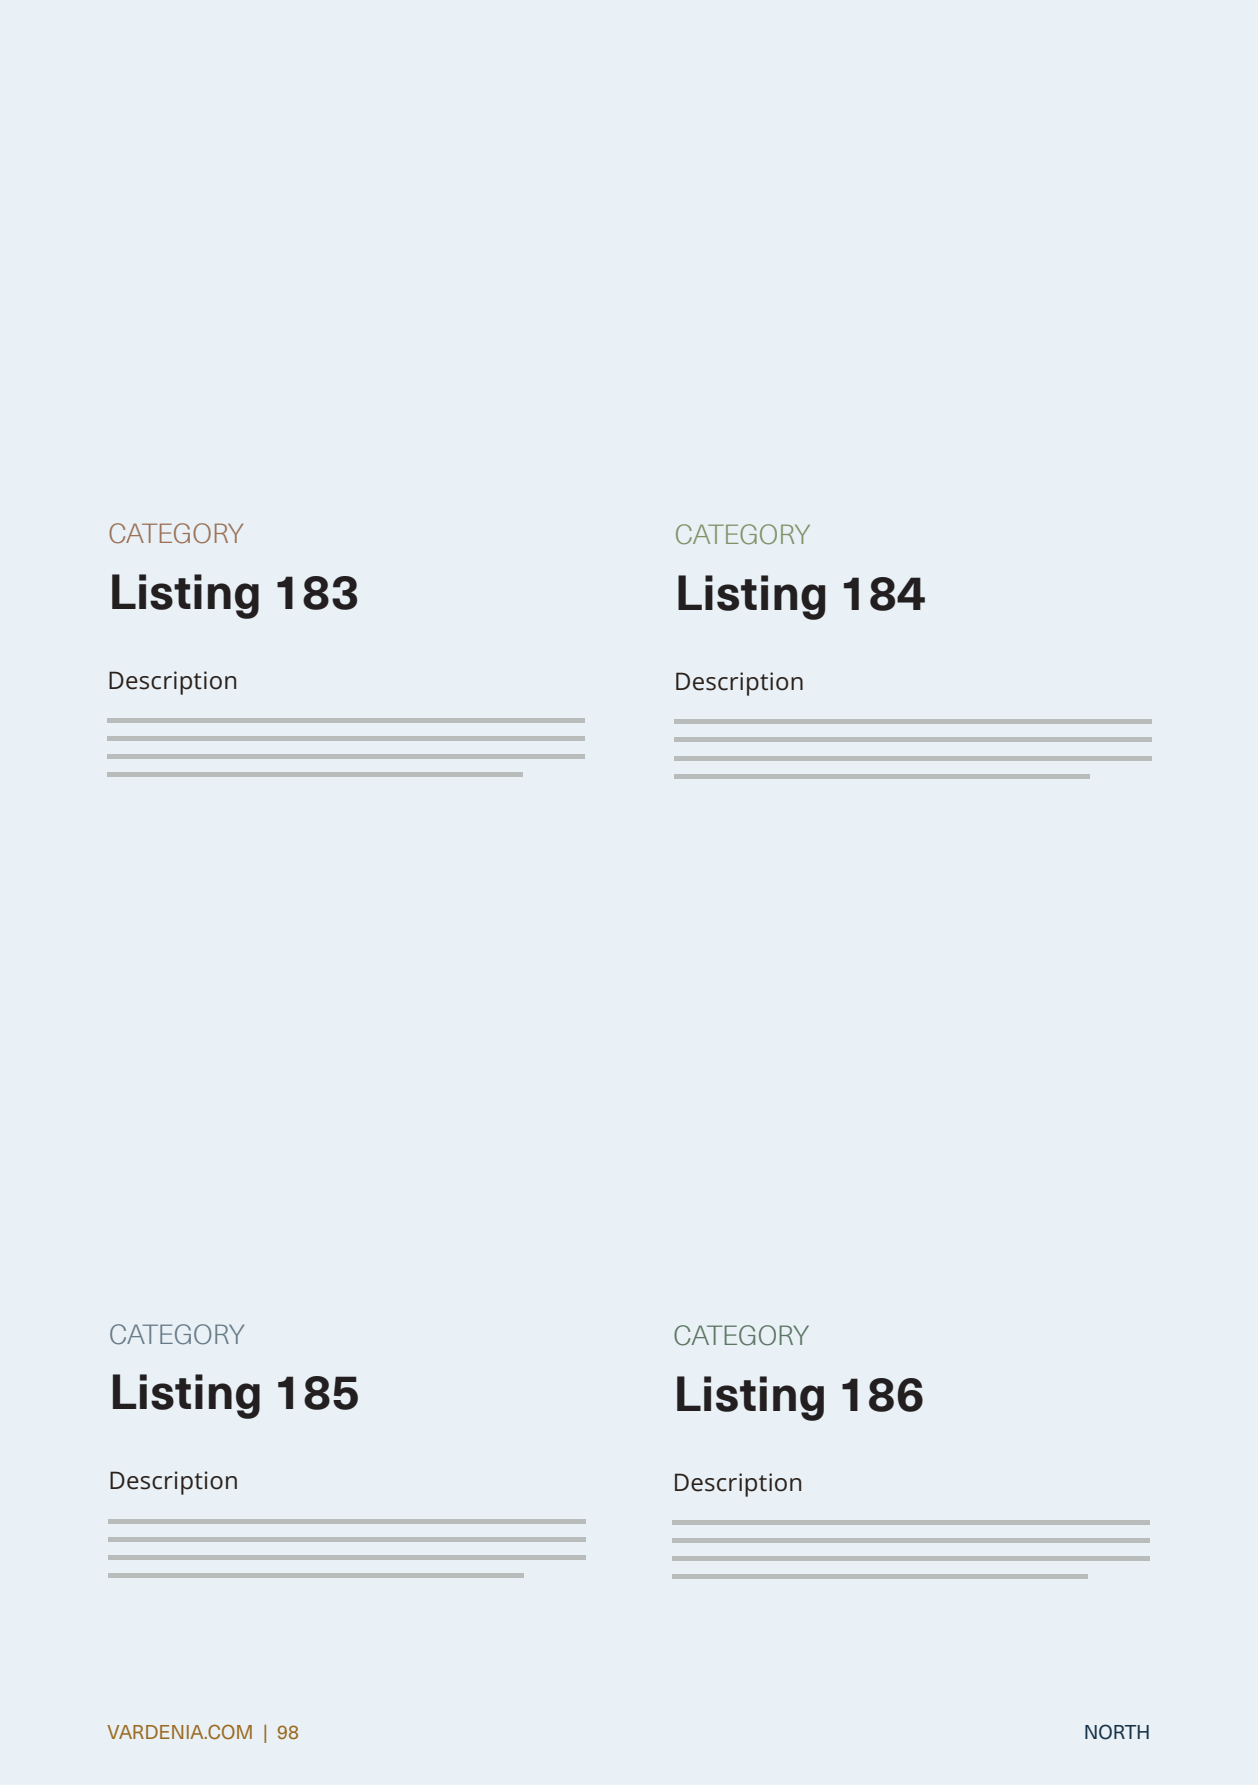 CATEGORY
Listing 183
Description
CATEGORY
Listing 184
Description
CATEGORY
Listing 185
Description
CATEGORY
Listing 186
Description
VARDENIA.COM | 98
NORTH